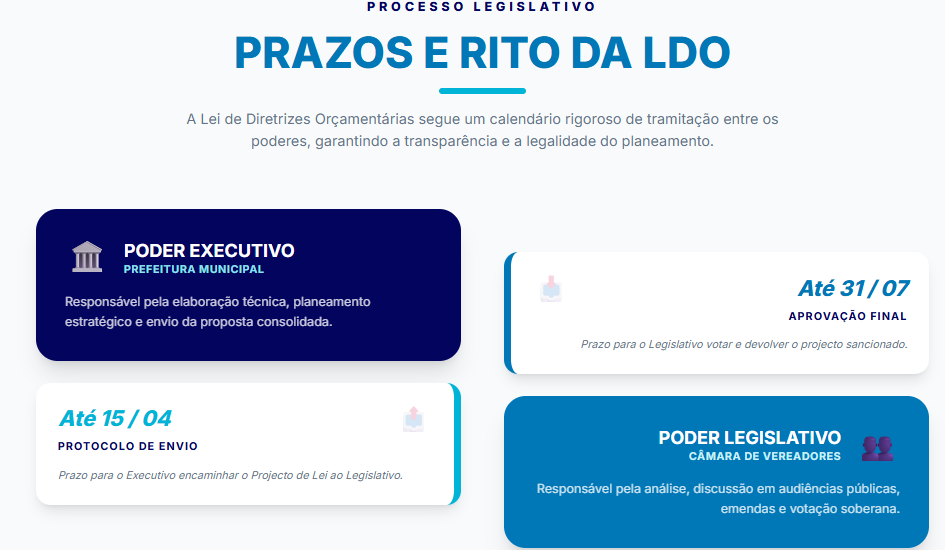 PROCESSO LEGISLATIVO
PRAZOS E RITO DA LDO
A Lei de Diretrizes Orçamentárias segue um calendário rigoroso de tramitação entre os
poderes, garantindo a transparência e a legalidade do planeamento.
PODER EXECUTIVO
PREFEITURA MUNICIPAL
Responsável pela elaboração técnica, planeamento
estratégico e envio da proposta consolidada.
Até 15 / 04
PROTOCOLO DE ENVIO
Prazo para o Executivo encaminhar o Projecto de Lei ao Legislativo.
Até 31 / 07
APROVAÇÃO FINAL
Prazo para o Legislativo votar e devolver o projecto sancionado.
PODER LEGISLATIVO
CÂMARA DE VEREADORES
Responsável pela análise, discussão em audiências públicas,
emendas e votação soberana.